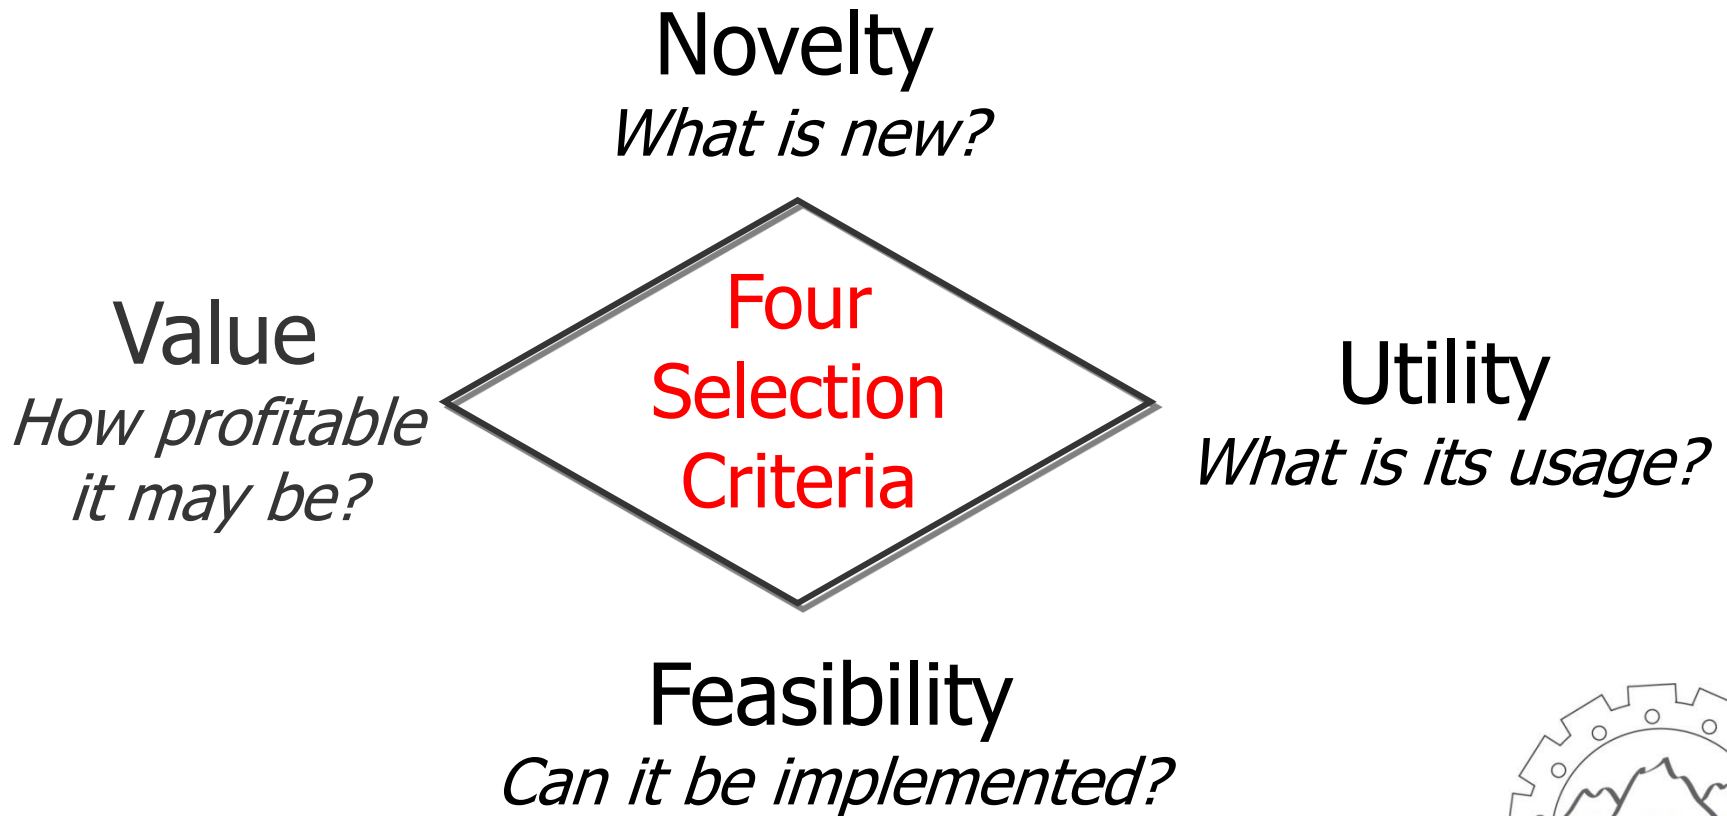 Novelty
What is new?
Four
Selection
Criteria
Value
How profitable
it may be?
Utility
What is its usage?
Feasibility
Can it be implemented?